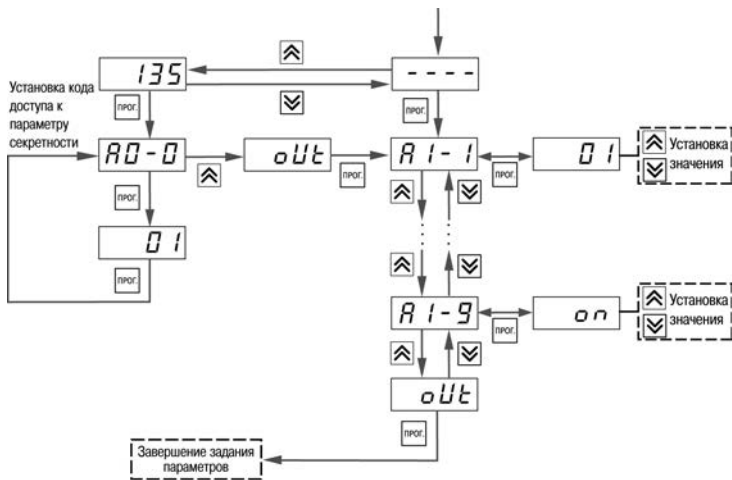 135
- - - -
Установка кода
доступа к
параметру
секретности
ПРОГ.
ПРОГ.
A0-0
oUt
ПРОГ.
A1-1
ПРОГ.
01
Установка
значения
ПРОГ.
01
ПРОГ.
A1-9
ПРОГ.
on
Установка
значения
oUt
ПРОГ.
Завершение задания
параметров